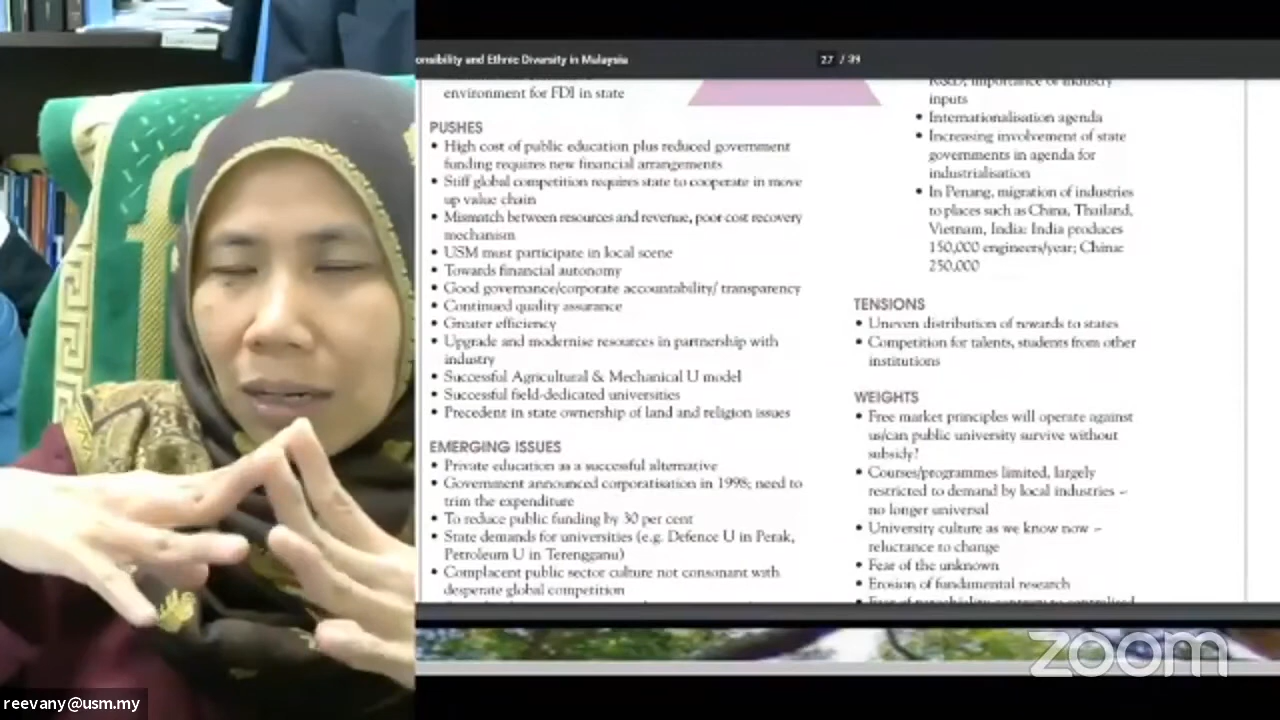 onsibility and Ethnic Diversity in Malaysia
27 / 39
environment for FDI in state
PUSHES
• High cost of public education plus reduced government
funding requires new financial arrangements
• Stiff global competition requires state to cooperate in move
up value chain
• Mismatch between resources and revenue, poor cost recovery
mechanism
• USM must participate in local scene
• Towards financial autonomy
• Good governance/corporate accountability/ transparency
• Continued quality assurance
• Greater efficiency
• Upgrade and modernise resources in partnership with
industry
• Successful Agricultural & Mechanical U model
• Successful field-dedicated universities
• Precedent in state ownership of land and religion issues
EMERGING ISSUES
• Private education as a successful alternative
• Government announced corporatisation in 1998; need to
trim the expenditure
• To reduce public funding by 30 per cent
• State demands for universities (e.g. Defence U in Perak,
Petroleum U in Terengganu)
• Complacent public sector culture not consonant with
desperate global competition
R&D; importance of industry
inputs
• Internationalisation agenda
• Increasing involvement of state
governments in agenda for
industrialisation
• In Penang, migration of industries
to places such as China, Thailand,
Vietnam, India: India produces
150,000 engineers/year; China:
250,000
TENSIONS
• Uneven distribution of rewards to states
• Competition for talents, students from other
institutions
WEIGHTS
• Free market principles will operate against
us/can public university survive without
subsidy?
• Courses/programmes limited, largely
restricted to demand by local industries –
no longer universal
• University culture as we know now –
reluctance to change
• Fear of the unknown
• Erosion of fundamental research
zoom
reevany@usm.my